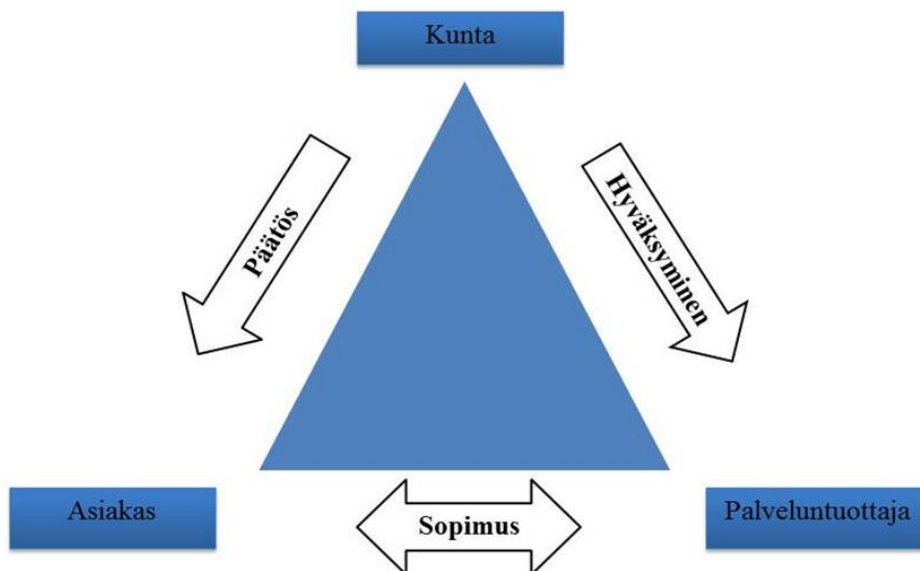 Kunta
Päätös
Hyväksyminen
Asiakas
Sopimus
Palveluntuottaja